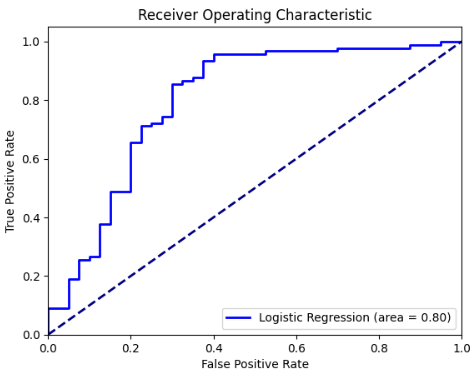 Receiver Operating Characteristic
1.0
0.8
0.6
0.4
0.2
0.0
True Positive Rate
Logistic Regression (area = 0.80)
0.0 0.2 0.4 0.6 0.8 1.0
False Positive Rate